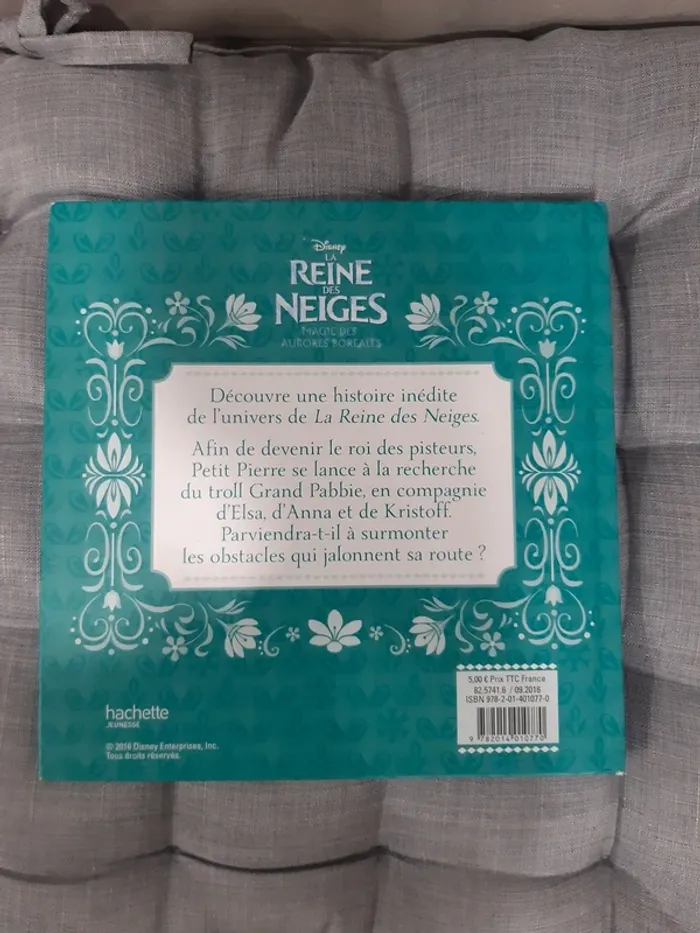 Disney
LA
REINE
DES
NEIGES
MAGIE DES
AURORES BORÉALES
Découvre une histoire inédite
de l'univers de La Reine des Neiges.
Afin de devenir le roi des pisteurs,
Petit Pierre se lance à la recherche
du troll Grand Pabbie, en compagnie
d'Elsa, d'Anna et de Kristoff.
Parviendra-t-il à surmonter
les obstacles qui jalonnent sa route ?
hachette
JEUNESSE
© 2016 Disney Enterprises, Inc.
Tous droits réservés.
5,00 € Prix TTC France
82.5741.6 / 09.2016
ISBN 978-2-01-401077-0
9 782014 010770